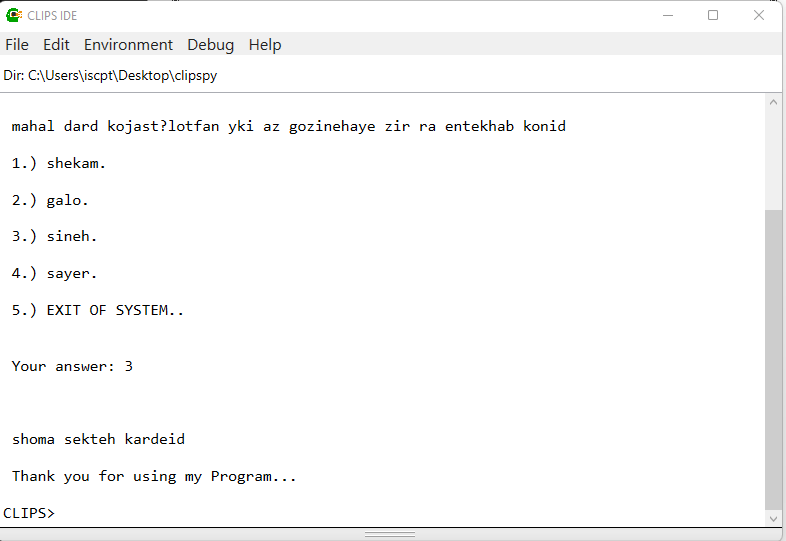 CLIPS IDE
File Edit Environment Debug Help
Dir: C:\Users\iscpt\Desktop\clipspy
mahal dard kojast?lotfan yki az gozinehaye zir ra entekhab konid
1.) shekam.
2.) galo.
3.) sineh.
4.) sayer.
5.) EXIT OF SYSTEM..
Your answer: 3
shoma sekteh kardeid
Thank you for using my Program...
CLIPS>